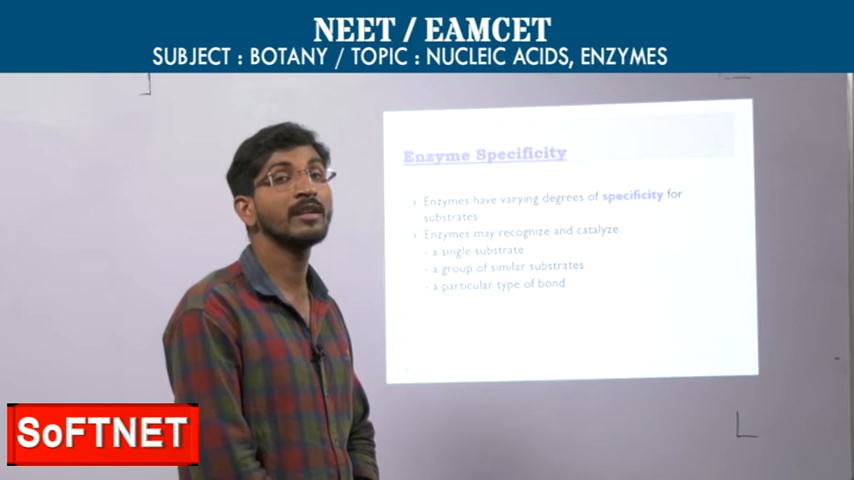 NEET / EAMCET
SUBJECT : BOTANY / TOPIC : NUCLEIC ACIDS, ENZYMES
Enzyme Specificity
Enzymes have varying degrees of specificity for
substrates
Enzymes may recognize and catalyze:
- a single substrate
- a group of similar substrates
- a particular type of bond
SoFTNET